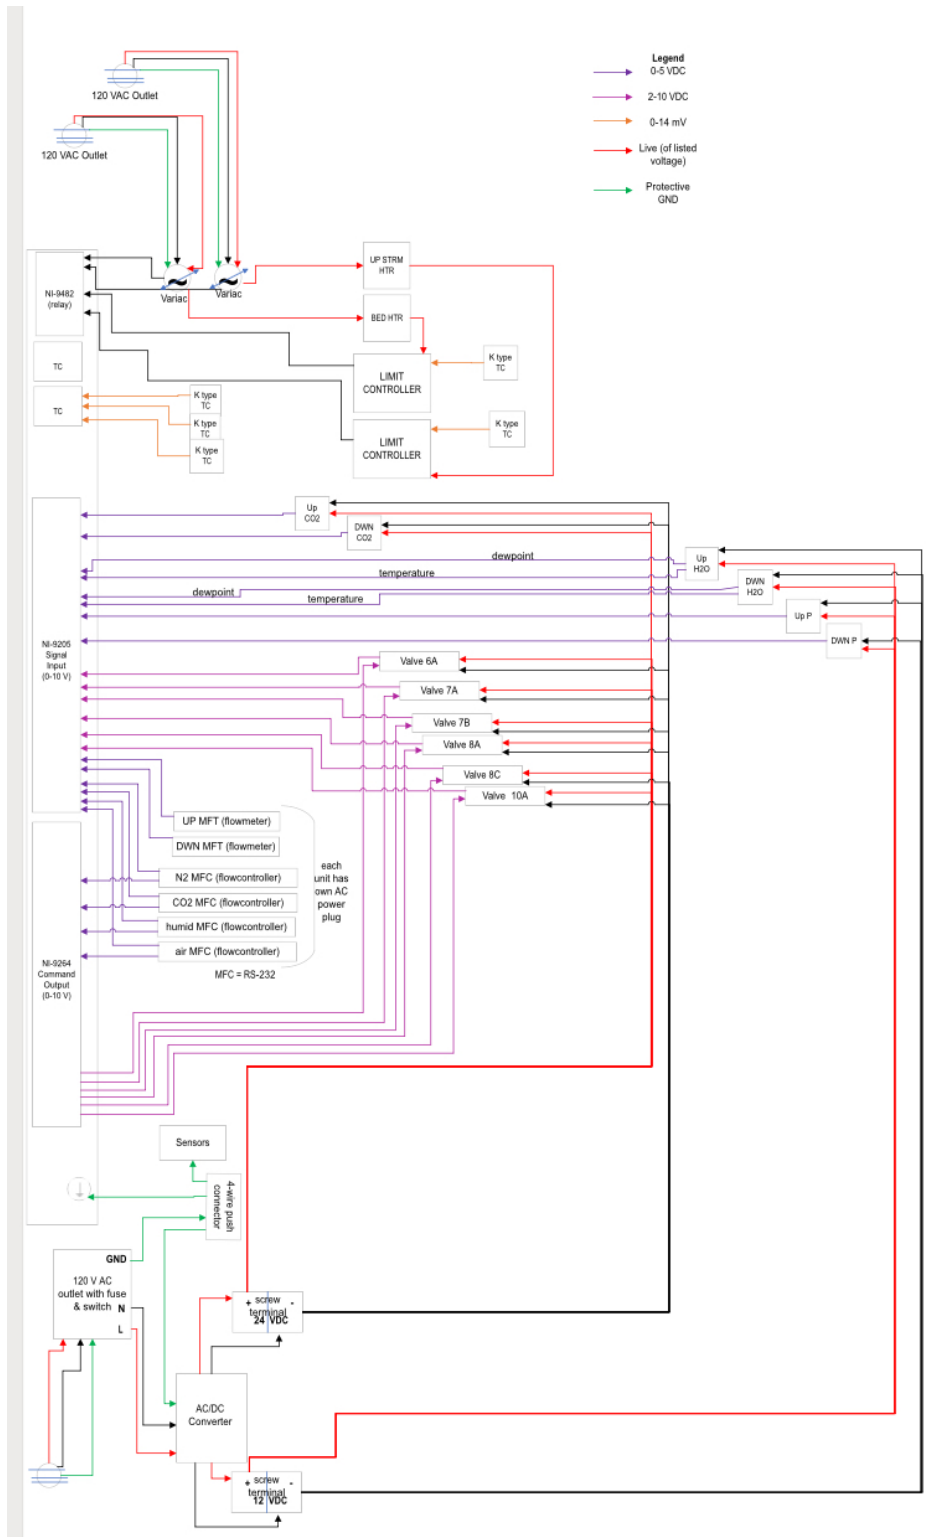 Legend
0-5 VDC
2-10 VDC
0-14 mV
Live (of listed
voltage)
Protective
GND
120 VAC Outlet
120 VAC Outlet
NI-9482
(relay)
Variac
Variac
UP STRM
HTR
BED HTR
TC
TC
K type
TC
K type
TC
K type
TC
LIMIT
CONTROLLER
K type
TC
LIMIT
CONTROLLER
K type
TC
Up
CO2
DWN
CO2
dewpoint
temperature
dewpoint
temperature
Up
H2O
DWN
H2O
Up P
DWN P
NI-9205
Signal
Input
(0-10 V)
Valve 6A
Valve 7A
Valve 7B
Valve 8A
Valve 8C
Valve 10A
UP MFT (flowmeter)
DWN MFT (flowmeter)
N2 MFC (flowcontroller)
CO2 MFC (flowcontroller)
humid MFC (flowcontroller)
air MFC (flowcontroller)
MFC = RS-232
each
unit has
own AC
power
plug
NI-9264
Command
Output
(0-10 V)
Sensors
4-wire push
connector
GND
120 V AC
outlet with fuse
& switch
N
L
+ screw -
terminal
24 VDC
AC/DC
Converter
+ screw -
terminal
12 VDC